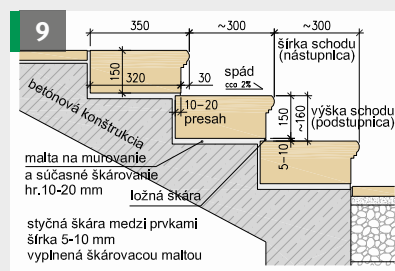 9
350
~300
~300
šírka schodu
(nástupnica)
150
320
30
spád
cca 2%
10-20
presah
150
~160
výška schodu
(podstupnica)
5-10
betónová konštrukcia
malta na murovanie
a súčasné škárovanie
hr.10-20 mm
ložná škára
styčná škára medzi prvkami
šírka 5-10 mm
vyplnená škárovacou maltou